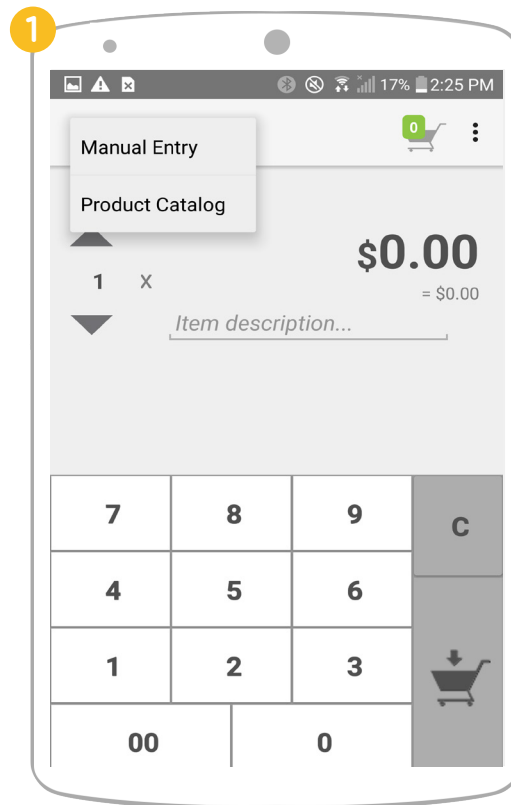 1
17% 2:25 PM
0
Manual Entry
Product Catalog
$0.00
1 X
= $0.00
Item description...
7 8 9 C
4 5 6
1 2 3
00 0